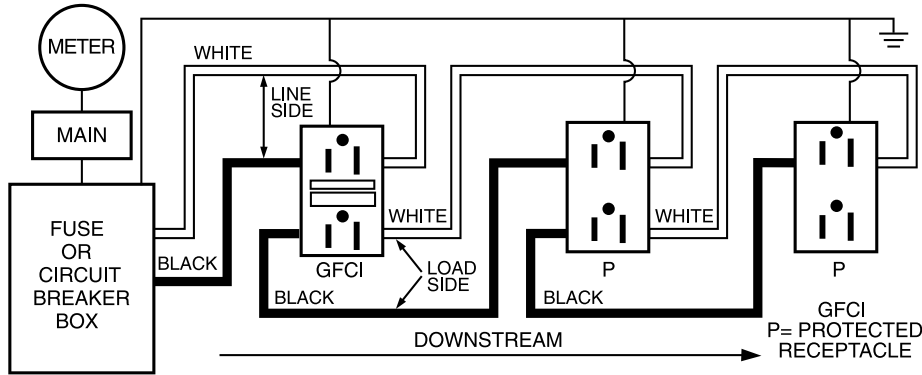 METER
MAIN
FUSE
OR
CIRCUIT
BREAKER
BOX
WHITE
LINE
SIDE
BLACK
GFCI
WHITE
BLACK
LOAD
SIDE
P
WHITE
BLACK
P
DOWNSTREAM
GFCI
P= PROTECTED
RECEPTACLE